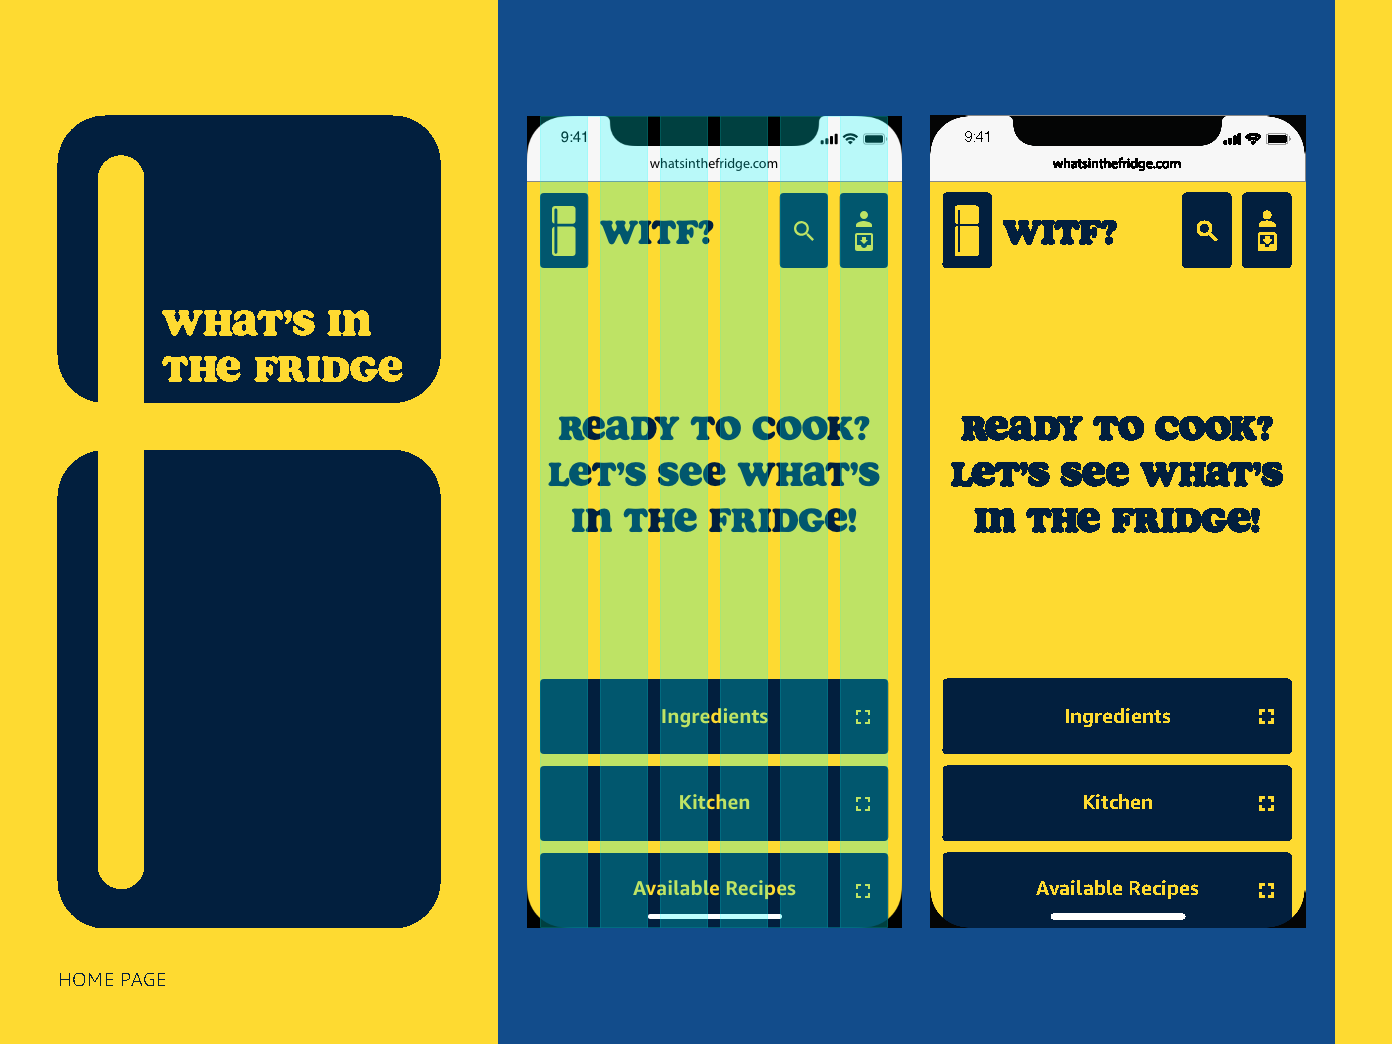 WHAT'S IN
THE FRIDGE
HOME PAGE
9:41
whatsinthefridge.com
WITF?
READY TO COOK?
LET'S SEE WHAT'S
IN THE FRIDGE!
Ingredients
Kitchen
Available Recipes
9:41
whatsinthefridge.com
WITF?
READY TO COOK?
LET'S SEE WHAT'S
IN THE FRIDGE!
Ingredients
Kitchen
Available Recipes